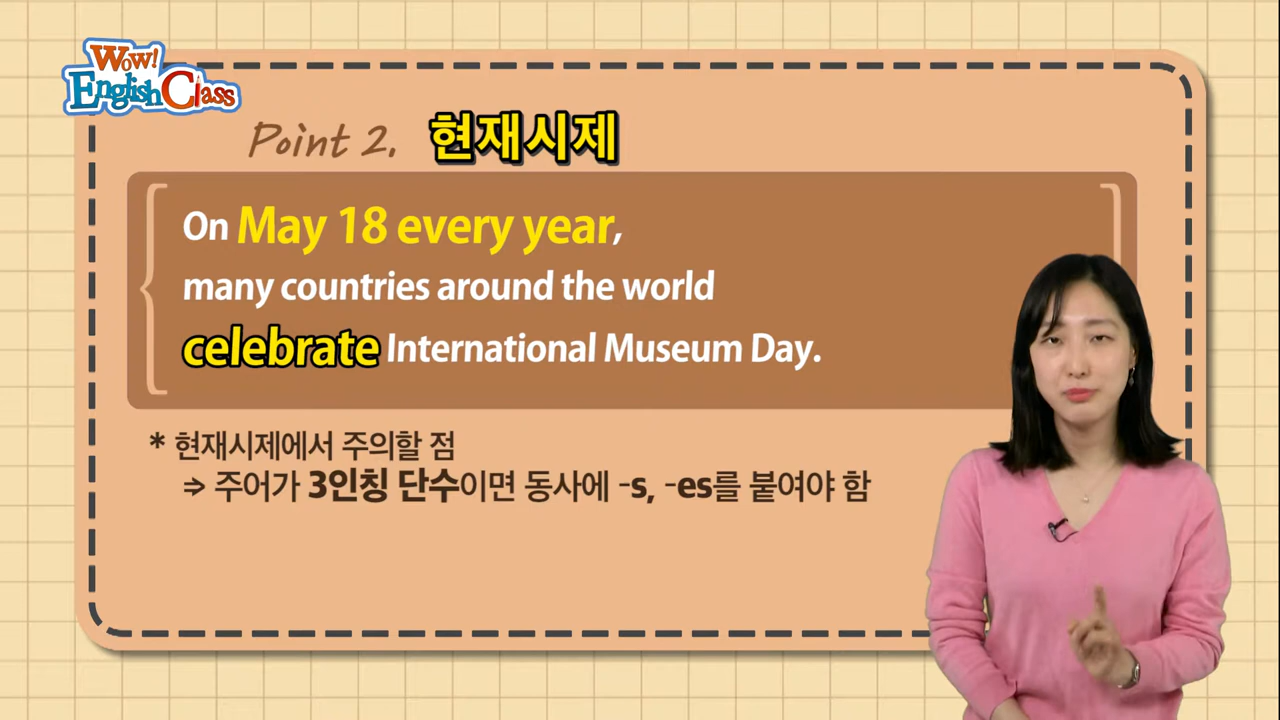 Wow!
English Class
Point 2. 현재시제
On May 18 every year,
many countries around the world
celebrate International Museum Day.
* 현재시제에서 주의할 점
⇒ 주어가 3인칭 단수이면 동사에 -s, -es를 붙여야 함